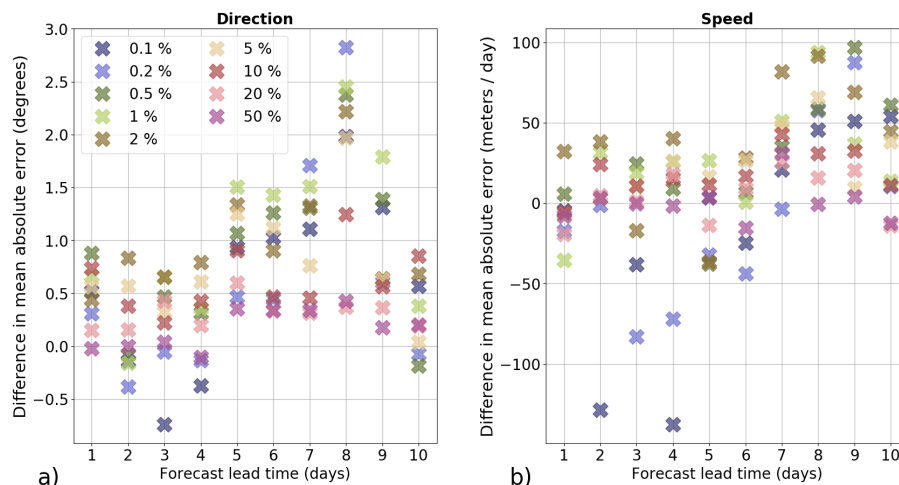 Direction
Difference in mean absolute error (degrees)
3.0
2.5
2.0
1.5
1.0
0.5
0.0
−0.5
0.1 %
0.2 %
0.5 %
1 %
2 %
5 %
10 %
20 %
50 %
1 2 3 4 5 6 7 8 9 10
Forecast lead time (days)
a)
Speed
Difference in mean absolute error (meters / day)
100
50
0
−50
−100
1 2 3 4 5 6 7 8 9 10
Forecast lead time (days)
b)